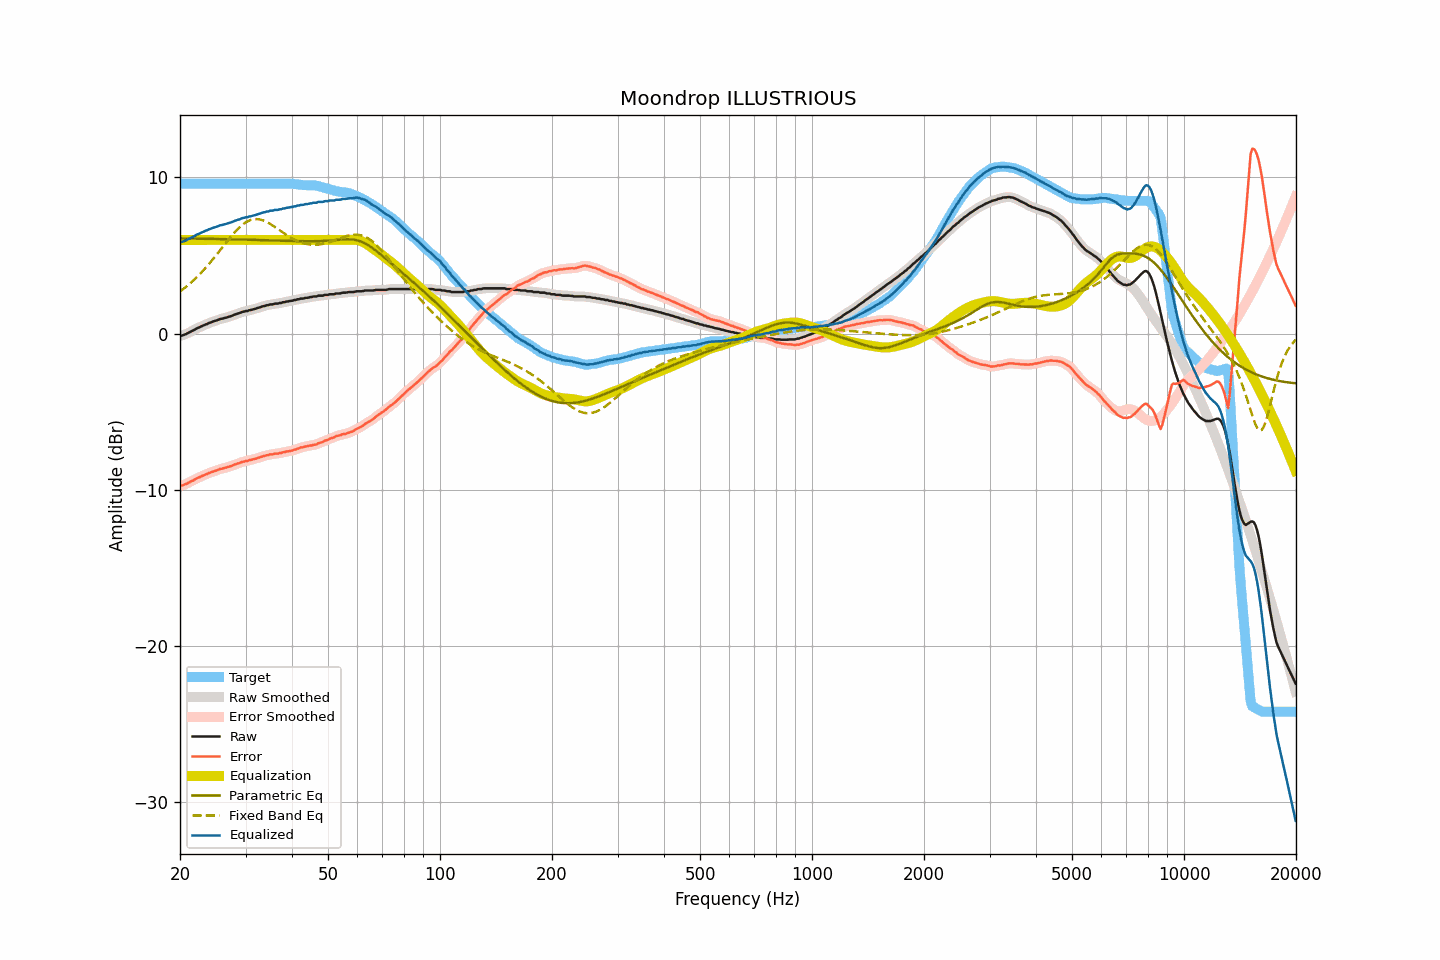 Moondrop ILLUSTRIOUS
Amplitude (dBr)
10
0
−10
−20
−30
Target
Raw Smoothed
Error Smoothed
Raw
Error
Equalization
Parametric Eq
Fixed Band Eq
Equalized
20 50 100 200 500 1000 2000 5000 10000 20000
Frequency (Hz)